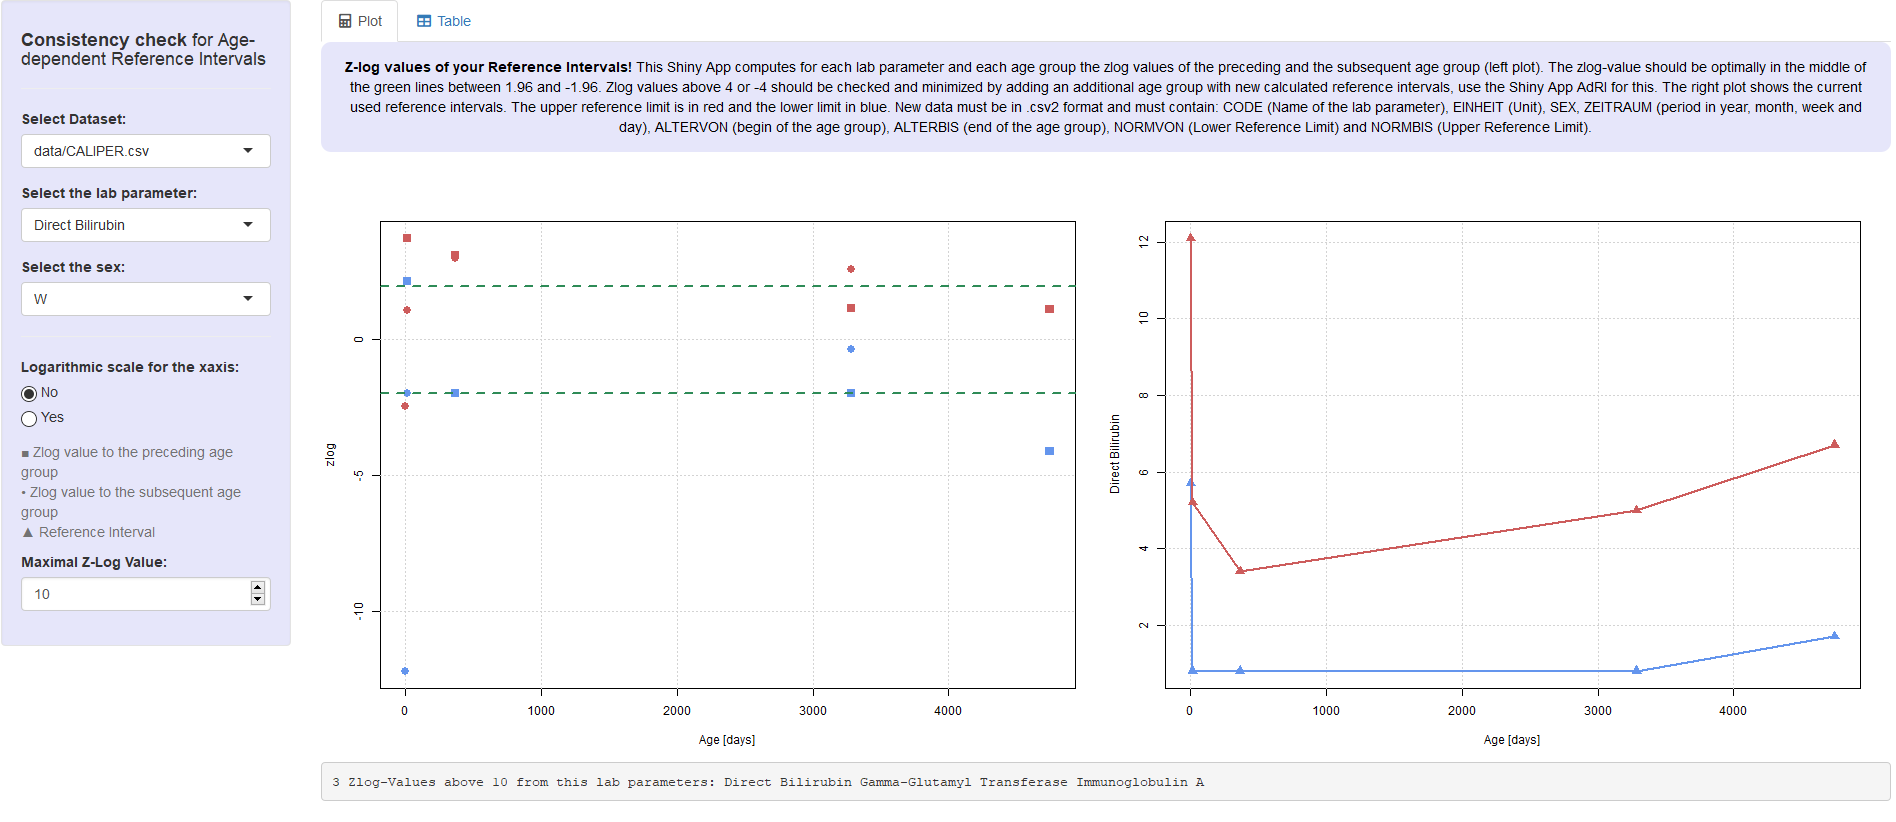 Consistency check for Age-
dependent Reference Intervals
Select Dataset:
data/CALIPER.csv
Select the lab parameter:
Direct Bilirubin
Select the sex:
W
Logarithmic scale for the xaxis:
No
Yes
■ Zlog value to the preceding age
group
• Zlog value to the subsequent age
group
▲ Reference Interval
Maximal Z-Log Value:
10
Plot
Table
Z-log values of your Reference Intervals! This Shiny App computes for each lab parameter and each age group the zlog values of the preceding and the subsequent age group (left plot). The zlog-value should be optimally in the middle of
the green lines between 1.96 and -1.96. Zlog values above 4 or -4 should be checked and minimized by adding an additional age group with new calculated reference intervals, use the Shiny App AdRI for this. The right plot shows the current
used reference intervals. The upper reference limit is in red and the lower limit in blue. New data must be in .csv2 format and must contain: CODE (Name of the lab parameter), EINHEIT (Unit), SEX, ZEITRAUM (period in year, month, week and
day), ALTERVON (begin of the age group), ALTERBIS (end of the age group), NORMVON (Lower Reference Limit) and NORMBIS (Upper Reference Limit).
zlog
0
-5
-10
0 1000 2000 3000 4000
Age [days]
Direct Bilirubin
12
10
8
6
4
2
0 1000 2000 3000 4000
Age [days]
3 Zlog-Values above 10 from this lab parameters: Direct Bilirubin Gamma-Glutamyl Transferase Immunoglobulin A